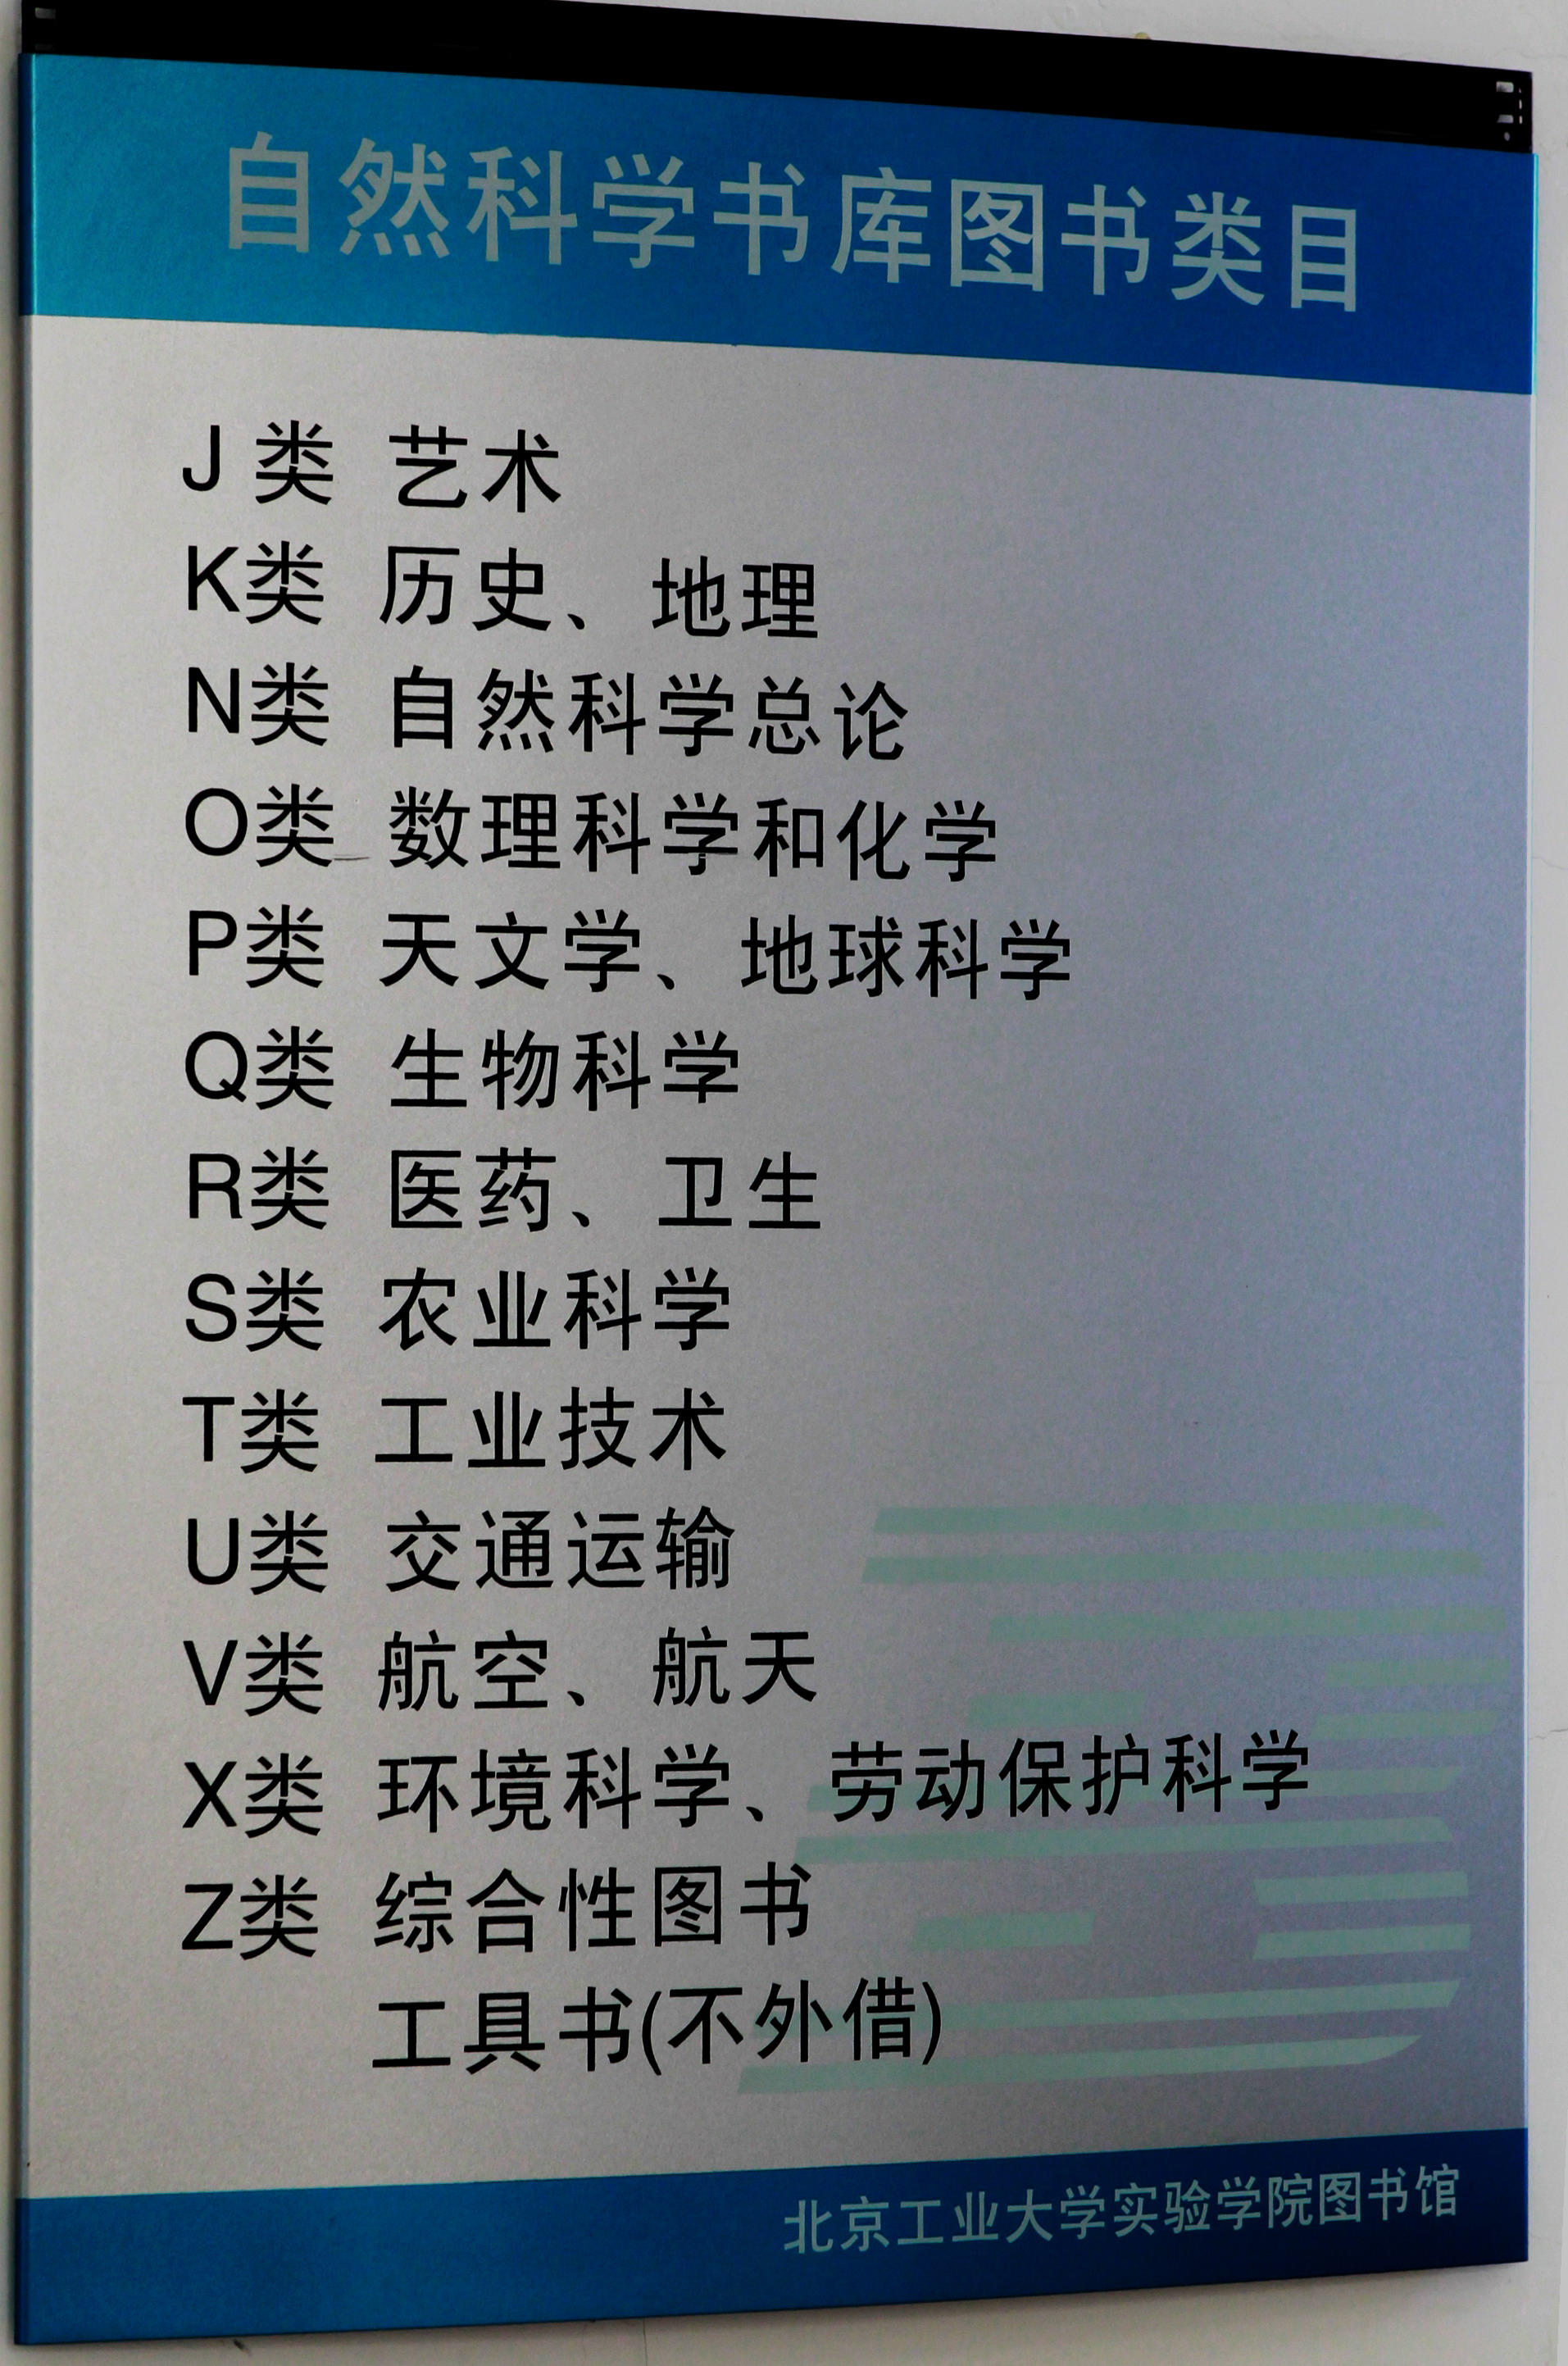 自然科学书库图书类目
J类 艺术
K类 历史、地理
N类 自然科学总论
O类 数理科学和化学
P类 天文学、地球科学
Q类 生物科学
R类 医药、卫生
S类 农业科学
T类 工业技术
U类 交通运输
V类 航空、航天
X类 环境科学、劳动保护科学
Z类 综合性图书
工具书(不外借)
北京工业大学实验学院图书馆